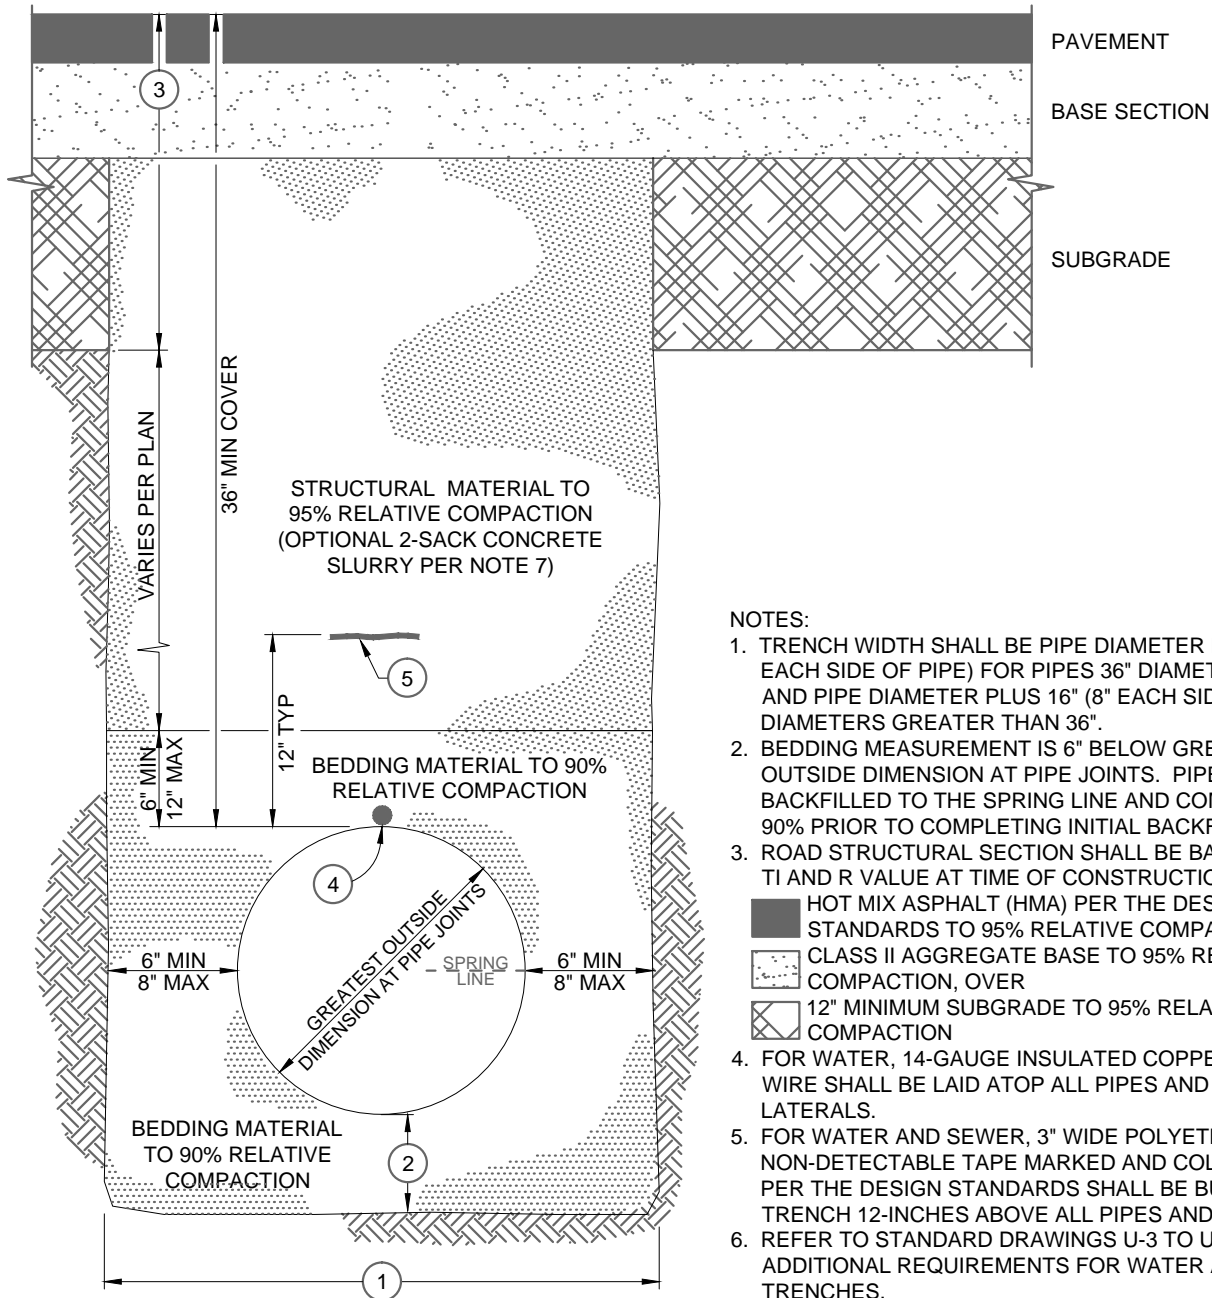 PAVEMENT
BASE SECTION
SUBGRADE
3
VARIES PER PLAN
36" MIN COVER
STRUCTURAL MATERIAL TO
95% RELATIVE COMPACTION
(OPTIONAL 2-SACK CONCRETE
SLURRY PER NOTE 7)
5
12" TYP
6" MIN
12" MAX
BEDDING MATERIAL TO 90%
RELATIVE COMPACTION
4
GREATEST OUTSIDE
DIMENSION AT PIPE JOINTS
SPRING
LINE
6" MIN
8" MAX
6" MIN
8" MAX
BEDDING MATERIAL
TO 90% RELATIVE
COMPACTION
2
1
NOTES:
1. TRENCH WIDTH SHALL BE PIPE DIAMETER
EACH SIDE OF PIPE) FOR PIPES 36" DIAMET
AND PIPE DIAMETER PLUS 16" (8" EACH SID
DIAMETERS GREATER THAN 36".
2. BEDDING MEASUREMENT IS 6" BELOW GRE
OUTSIDE DIMENSION AT PIPE JOINTS. PIPE
BACKFILLED TO THE SPRING LINE AND CON
90% PRIOR TO COMPLETING INITIAL BACKF
3. ROAD STRUCTURAL SECTION SHALL BE BA
TI AND R VALUE AT TIME OF CONSTRUCTIO
HOT MIX ASPHALT (HMA) PER THE DES
STANDARDS TO 95% RELATIVE COMPA
CLASS II AGGREGATE BASE TO 95% RE
COMPACTION, OVER
12" MINIMUM SUBGRADE TO 95% RELA
COMPACTION
4. FOR WATER, 14-GAUGE INSULATED COPPE
WIRE SHALL BE LAID ATOP ALL PIPES AND
LATERALS.
5. FOR WATER AND SEWER, 3" WIDE POLYETH
NON-DETECTABLE TAPE MARKED AND COL
PER THE DESIGN STANDARDS SHALL BE BU
TRENCH 12-INCHES ABOVE ALL PIPES AND
6. REFER TO STANDARD DRAWINGS U-3 TO U
ADDITIONAL REQUIREMENTS FOR WATER A
TRENCHES.